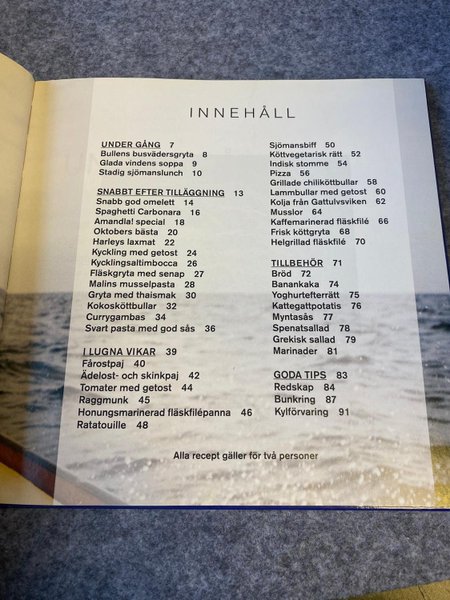 INNEHÅLL
UNDER GÅNG 7
Bullens busvädersgryta 8
Glada vindens soppa 9
Stadig sjömanslunch 10
SNABBT EFTER TILLÄGGNING 13
Snabb god omelett 14
Spaghetti Carbonara 16
Amandla! special 18
Oktobers bästa 20
Harleys laxmat 22
Kyckling med getost 24
Kycklingsaltimbocca 26
Fläskgryta med senap 27
Malins musselpasta 28
Gryta med thaismak 30
Kokosköttbullar 32
Currygambas 34
Svart pasta med god sås 36
I LUGNA VIKAR 39
Fårostpaj 40
Ädelost- och skinkpaj 42
Tomater med getost 44
Raggmunk 45
Honungsmarinerad fläskfilépanna 46
Ratatouille 48
Sjömansbiff 50
Köttvegetarisk rätt 52
Indisk stomme 54
Pizza 56
Grillade chiliköttbullar 58
Lammbullar med getost 60
Kolja från Gattulvsviken 62
Musslor 64
Kaffemarinerad fläskfilé 66
Frisk köttgryta 68
Helgrillad fläskfilé 70
TILLBEHÖR 71
Bröd 72
Banankaka 74
Yoghurtefterrätt 75
Kattegattpotatis 76
Myntasås 77
Spenatsallad 78
Grekisk sallad 79
Marinader 81
GODA TIPS 83
Redskap 84
Bunkring 87
Kylförvaring 91
Alla recept gäller för två personer